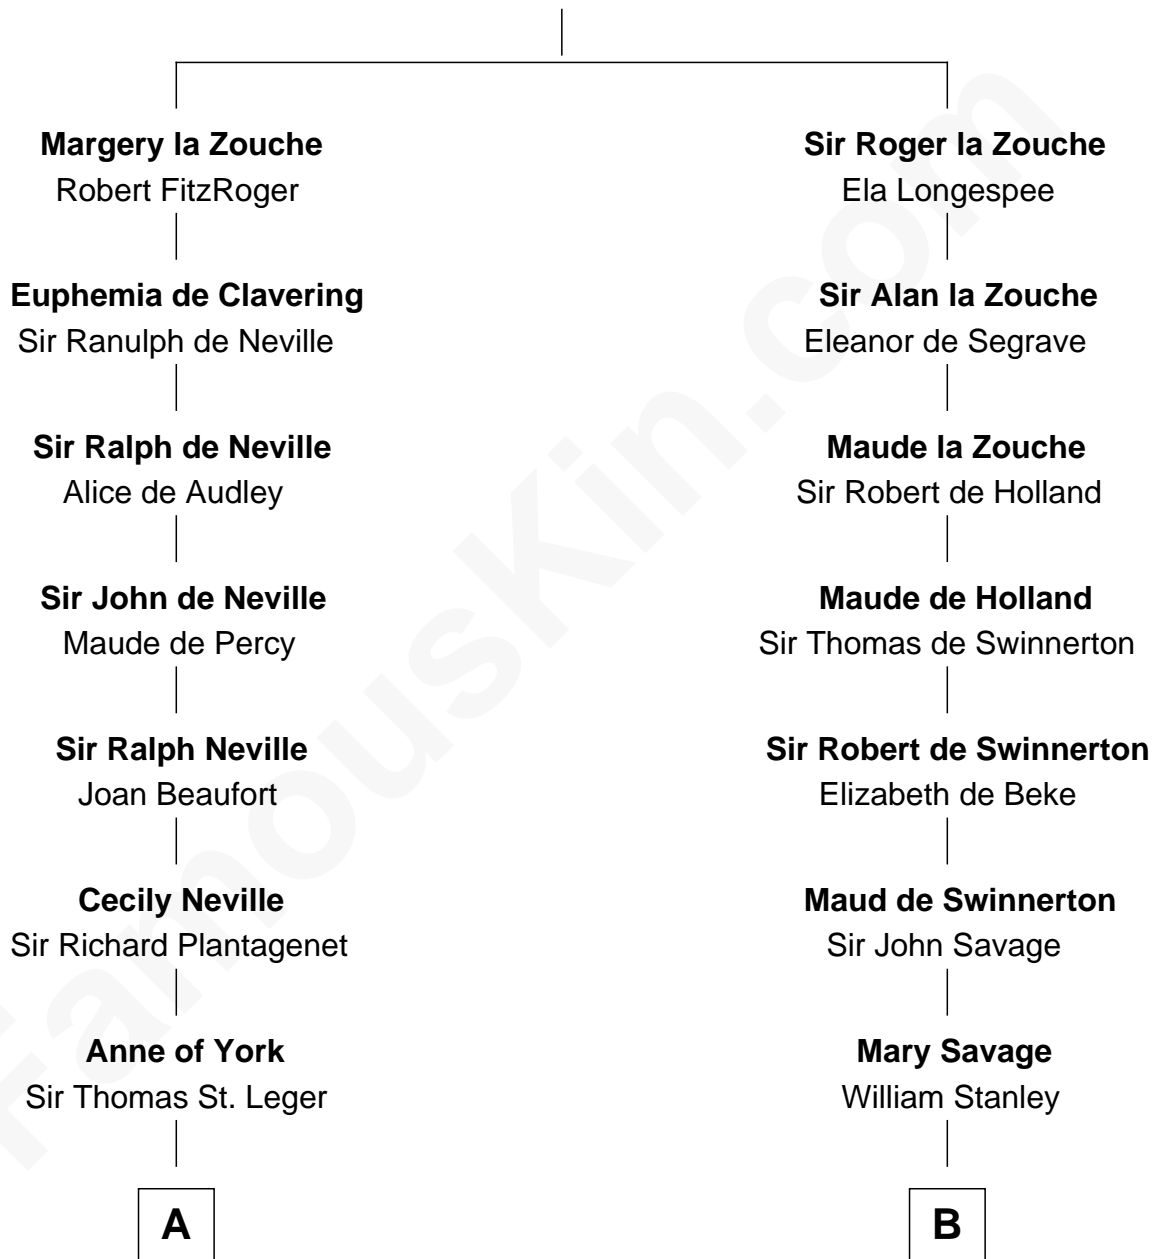 Margery la Zouche
Robert FitzRoger
Sir Roger la Zouche
Ela Longespee
Euphemia de Clavering
Sir Ranulph de Neville
Sir Alan la Zouche
Eleanor de Segrave
Sir Ralph de Neville
Alice de Audley
Maude la Zouche
Sir Robert de Holland
Sir John de Neville
Maude de Percy
Maude de Holland
Sir Thomas de Swinnerton
Sir Ralph Neville
Joan Beaufort
Sir Robert de Swinnerton
Elizabeth de Beke
Cecily Neville
Sir Richard Plantagenet
Maud de Swinnerton
Sir John Savage
Anne of York
Sir Thomas St. Leger
Mary Savage
William Stanley
A
B
FamousKin.com